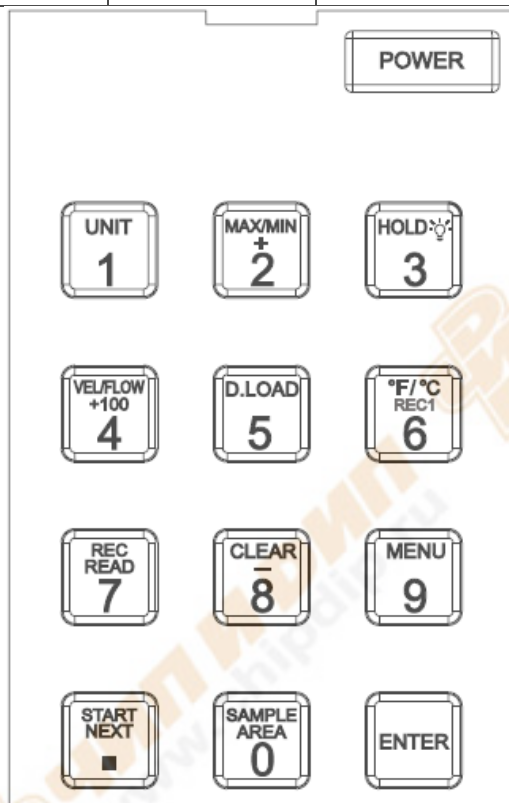 POWER
UNIT
1
MAX/MIN
+
2
HOLD
3
VEL/FLOW
+100
4
D.LOAD
5
°F/°C
REC1
6
REC
READ
7
CLEAR
–
8
MENU
9
START
NEXT
.
SAMPLE
AREA
0
ENTER